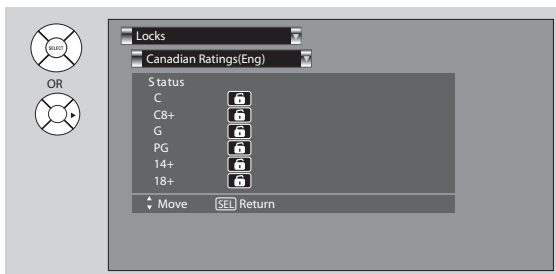 SELECT
OR
Locks
Canadian Ratings(Eng)
Status
C
C8+
G
PG
14+
18+
Move SEL Return